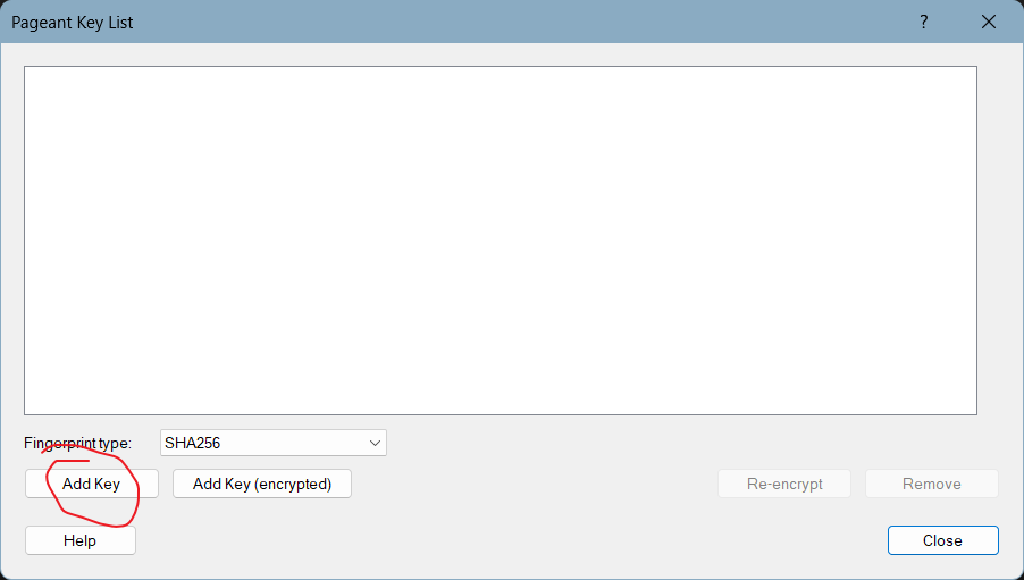 Pageant Key List ?
Fingerprint type: SHA256
Add Key Add Key (encrypted) Re-encrypt Remove
Help Close